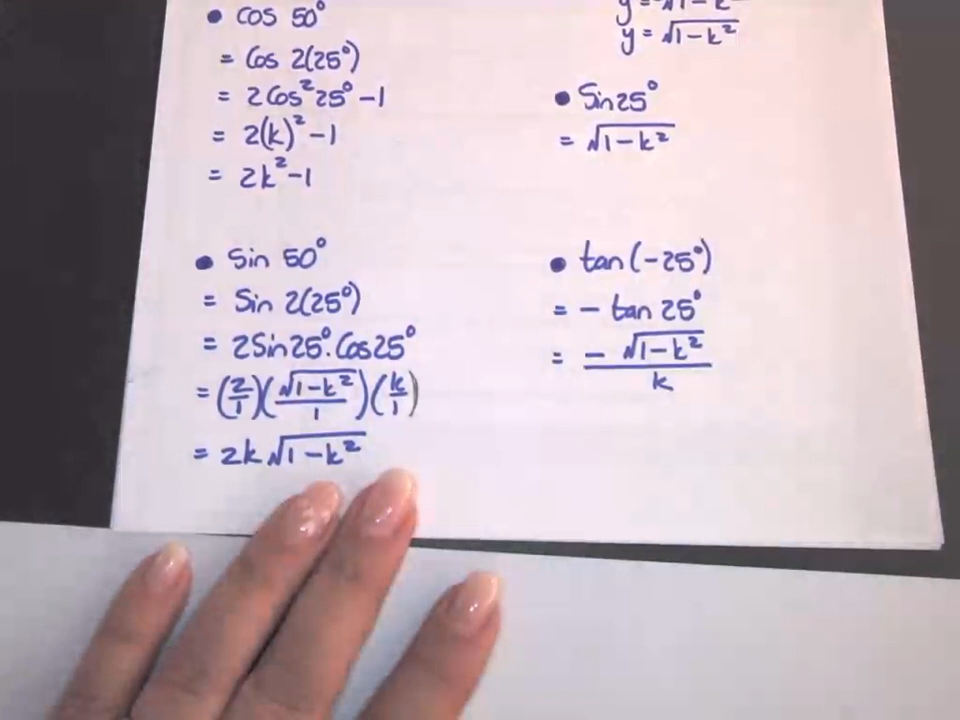 • Cos 50°
= Cos 2(25°)
= 2Cos²25° -1
= 2(k)² -1
= 2k² -1
• Sin 50°
= Sin 2(25°)
= 2Sin25°.Cos25°
= (2/1)(√1-k²/1)(k/1)
= 2k√1-k²
y = √1-k²
y = √1-k²
• Sin25°
= √1-k²
• tan(-25°)
= - tan 25°
= -√1-k²/k